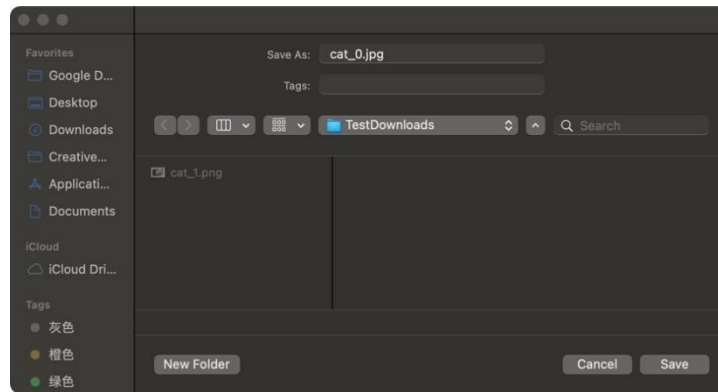 Favorites
Google D...
Desktop
Downloads
Creative...
Applicati...
Documents
iCloud
iCloud Dri...
Tags
灰色
橙色
绿色
Save As: cat_0.jpg
Tags:
TestDownloads
Search
cat_1.png
New Folder
Cancel
Save